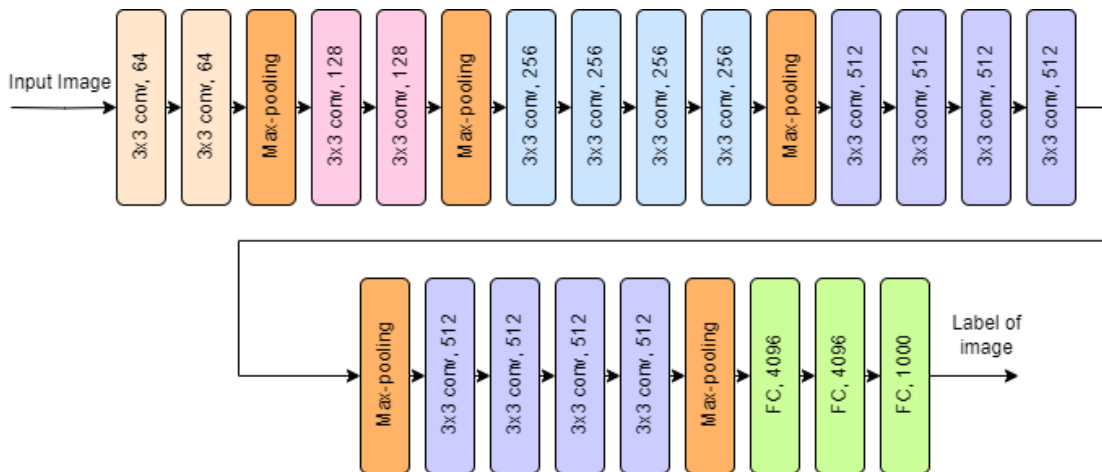 Input Image
3x3 conv, 64
3x3 conv, 64
Max-pooling
3x3 conv, 128
3x3 conv, 128
Max-pooling
3x3 conv, 256
3x3 conv, 256
3x3 conv, 256
3x3 conv, 256
Max-pooling
3x3 conv, 512
3x3 conv, 512
3x3 conv, 512
3x3 conv, 512
Max-pooling
3x3 conv, 512
3x3 conv, 512
3x3 conv, 512
3x3 conv, 512
Max-pooling
FC, 4096
FC, 4096
FC, 1000
Label of
image